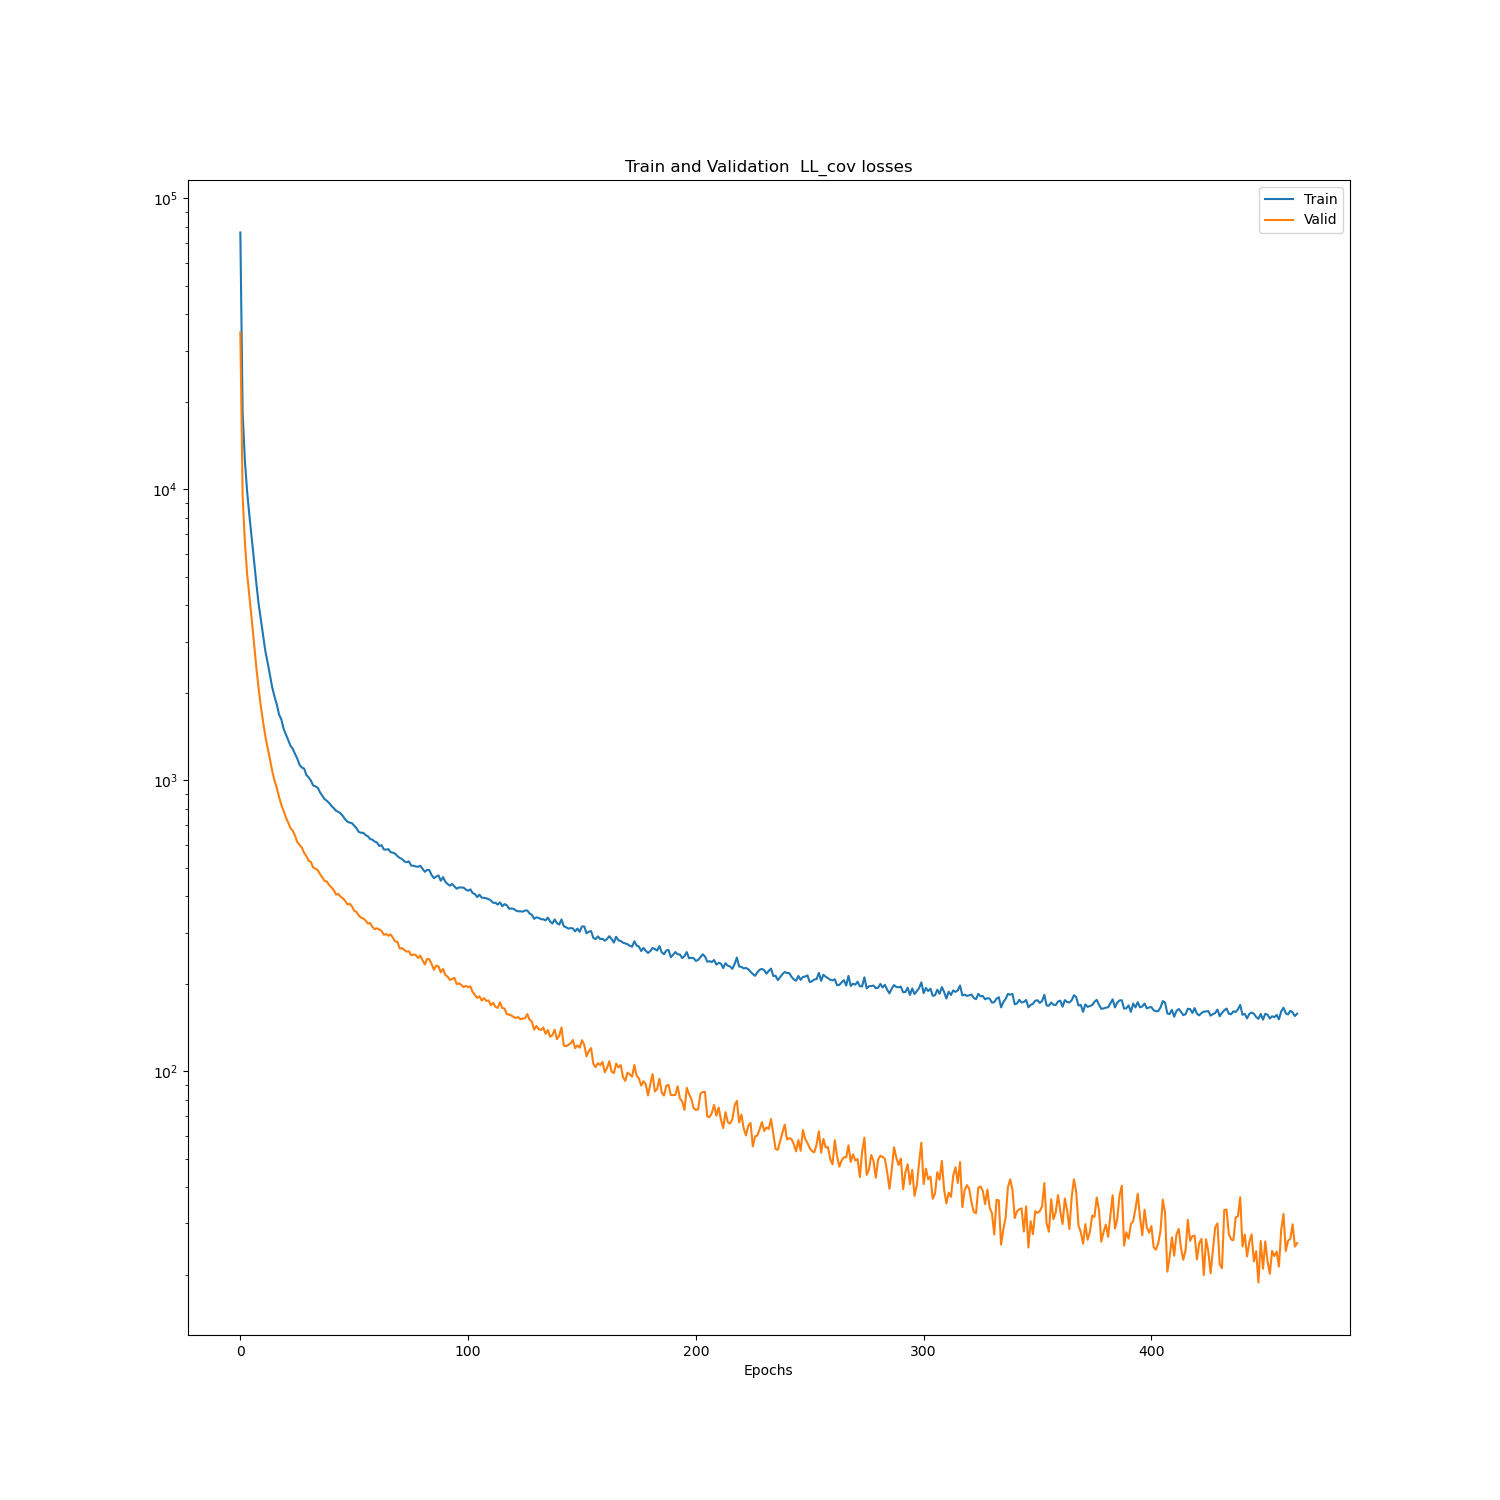 Train and Validation  LL_cov losses
Train
Valid
10^5
10^4
10^3
10^2
0 100 200 300 400
Epochs